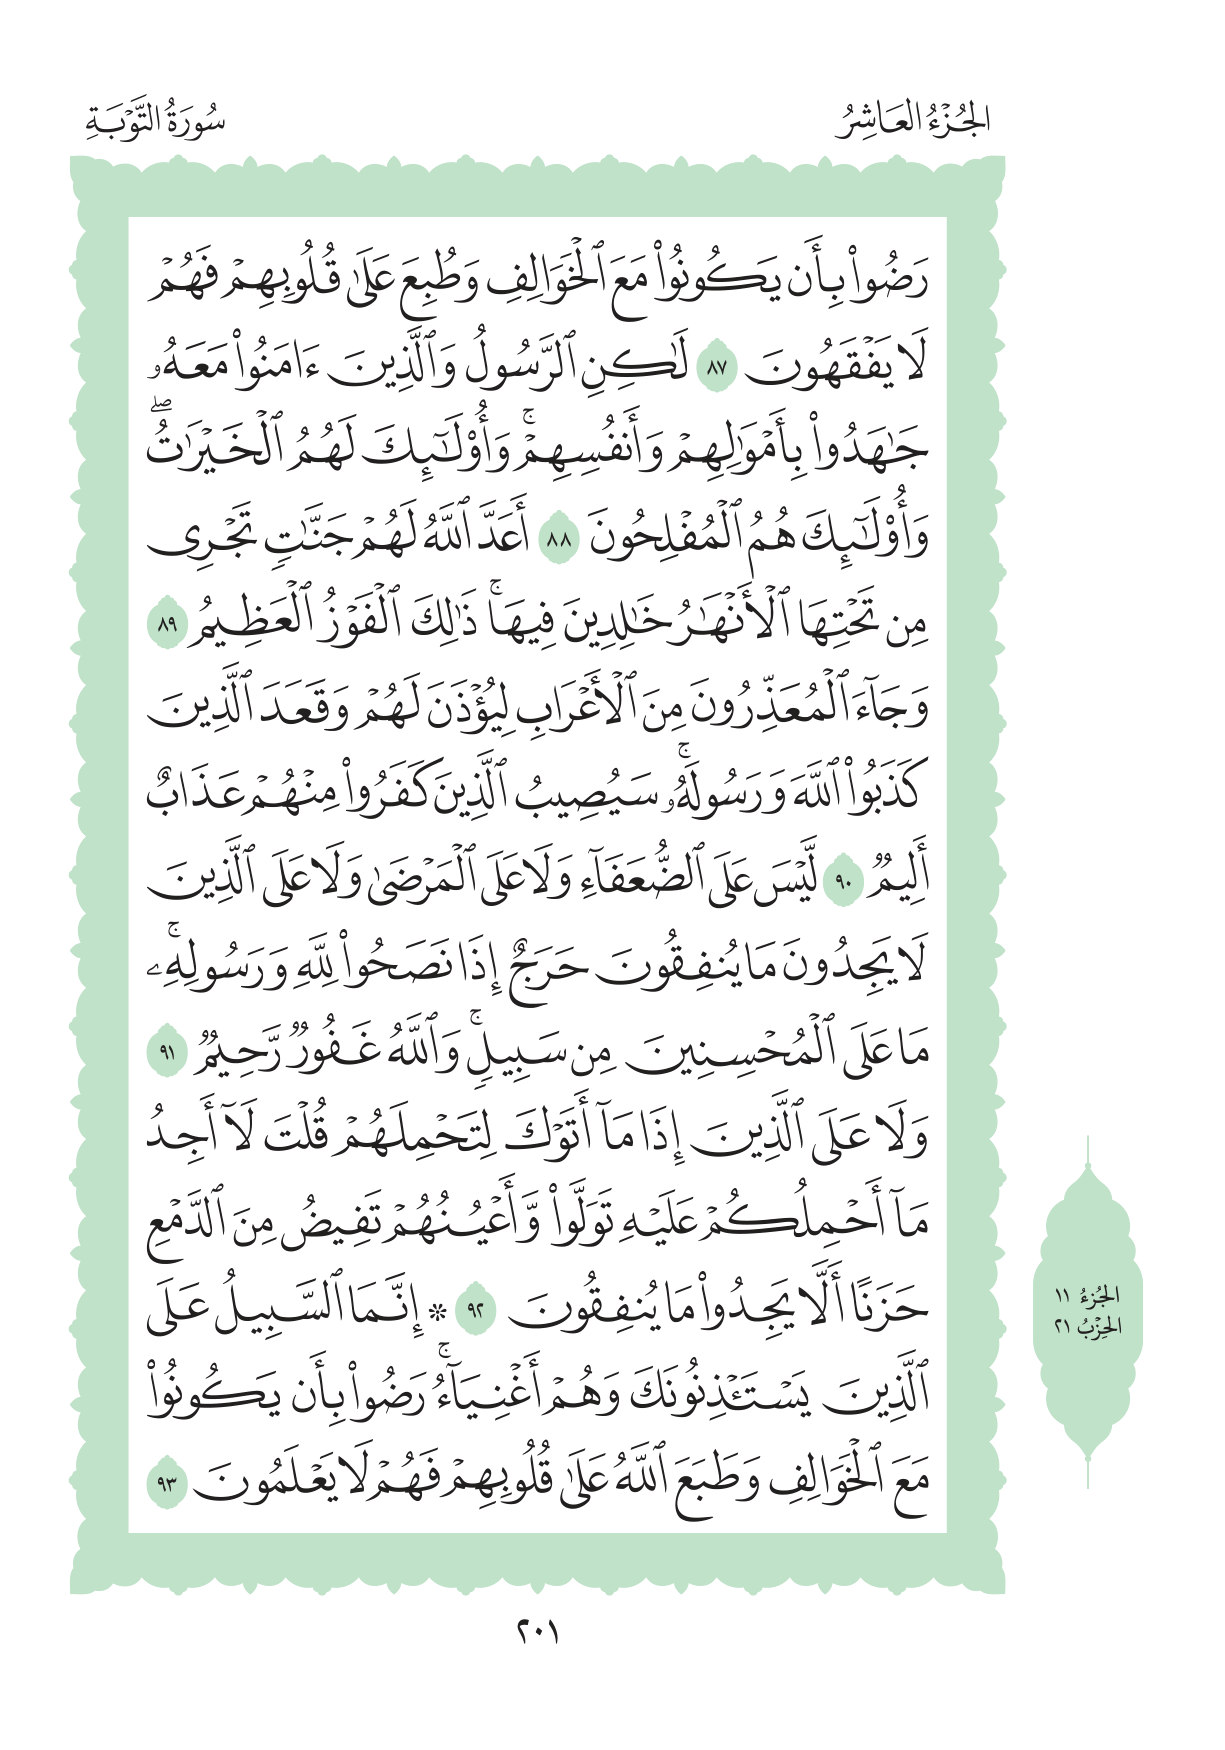 الجُزْءُ العَاشِرُ
سُورَةُ التَّوْبَةِ
رَضُوا۟ بِأَن يَكُونُوا۟ مَعَ ٱلْخَوَالِفِ وَطُبِعَ عَلَىٰ قُلُوبِهِمْ فَهُمْ
لَا يَفْقَهُونَ ٨٧ لَٰكِنِ ٱلرَّسُولُ وَٱلَّذِينَ ءَامَنُوا۟ مَعَهُۥ
جَٰهَدُوا۟ بِأَمْوَٰلِهِمْ وَأَنفُسِهِمْۚ وَأُو۟لَٰٓئِكَ لَهُمُ ٱلْخَيْرَٰتُۖ
وَأُو۟لَٰٓئِكَ هُمُ ٱلْمُفْلِحُونَ ٨٨ أَعَدَّ ٱللَّهُ لَهُمْ جَنَّٰتٍ تَجْرِى
مِن تَحْتِهَا ٱلْأَنْهَٰرُ خَٰلِدِينَ فِيهَاۚ ذَٰلِكَ ٱلْفَوْزُ ٱلْعَظِيمُ ٨٩
وَجَآءَ ٱلْمُعَذِّرُونَ مِنَ ٱلْأَعْرَابِ لِيُؤْذَنَ لَهُمْ وَقَعَدَ ٱلَّذِينَ
كَذَبُوا۟ ٱللَّهَ وَرَسُولَهُۥۚ سَيُصِيبُ ٱلَّذِينَ كَفَرُوا۟ مِنْهُمْ عَذَابٌ
أَلِيمٌ ٩٠ لَّيْسَ عَلَى ٱلضُّعَفَآءِ وَلَا عَلَى ٱلْمَرْضَىٰ وَلَا عَلَى ٱلَّذِينَ
لَا يَجِدُونَ مَا يُنفِقُونَ حَرَجٌ إِذَا نَصَحُوا۟ لِلَّهِ وَرَسُولِهِۦۚ
مَا عَلَى ٱلْمُحْسِنِينَ مِن سَبِيلٍۚ وَٱللَّهُ غَفُورٌ رَّحِيمٌ ٩١
وَلَا عَلَى ٱلَّذِينَ إِذَا مَآ أَتَوْكَ لِتَحْمِلَهُمْ قُلْتَ لَآ أَجِدُ
مَآ أَحْمِلُكُمْ عَلَيْهِ تَوَلَّوا۟ وَّأَعْيُنُهُمْ تَفِيضُ مِنَ ٱلدَّمْعِ
حَزَنًا أَلَّا يَجِدُوا۟ مَا يُنفِقُونَ ٩٢ ۞ إِنَّمَا ٱلسَّبِيلُ عَلَى
ٱلَّذِينَ يَسْتَـْٔذِنُونَكَ وَهُمْ أَغْنِيَآءُۚ رَضُوا۟ بِأَن يَكُونُوا۟
مَعَ ٱلْخَوَالِفِ وَطَبَعَ ٱللَّهُ عَلَىٰ قُلُوبِهِمْ فَهُمْ لَا يَعْلَمُونَ ٩٣
الجُزْءُ ١١
الحِزْبُ ٢١
٢٠١